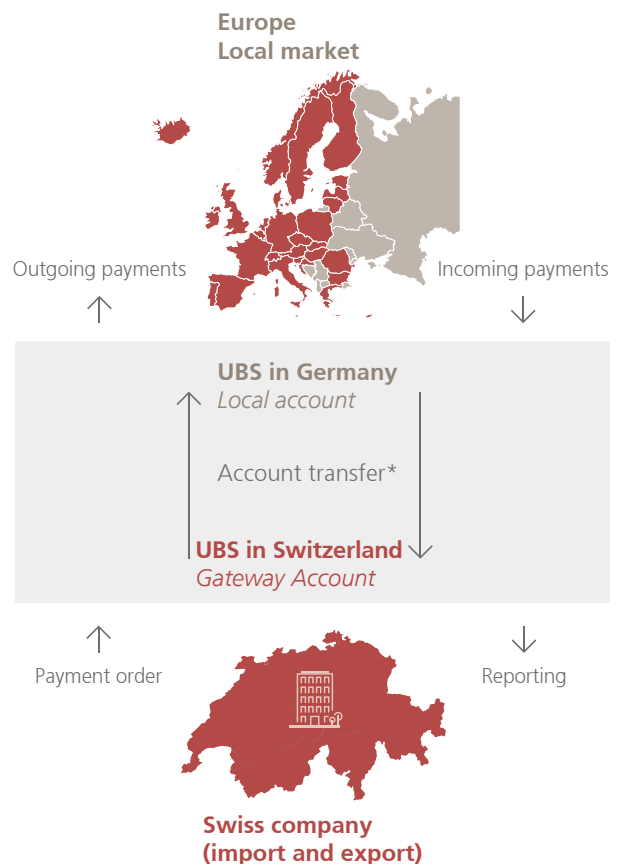 Europe
Local market
Outgoing payments
Incoming payments
UBS in Germany
Local account
Account transfer*
UBS in Switzerland
Gateway Account
Payment order
Reporting
Swiss company
(import and export)